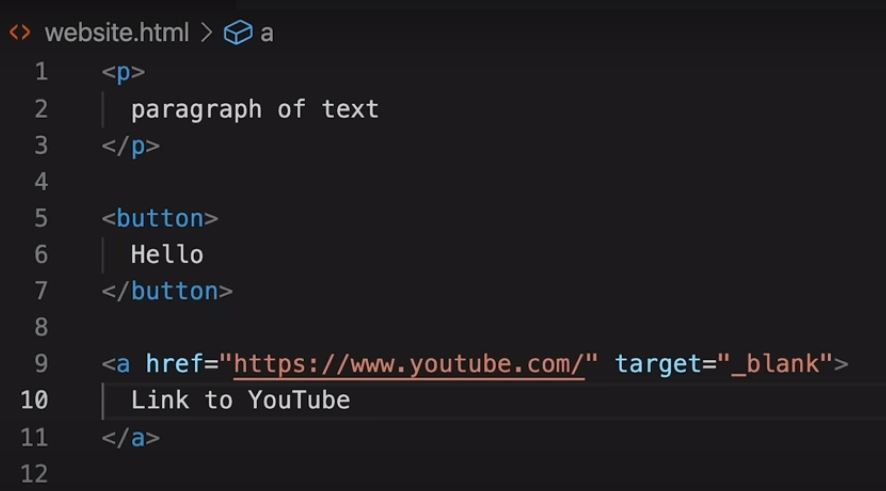 website.html > a
1 <p>
2 paragraph of text
3 </p>
4
5 <button>
6 Hello
7 </button>
8
9 <a href="https://www.youtube.com/" target="_blank">
10 Link to YouTube
11 </a>
12